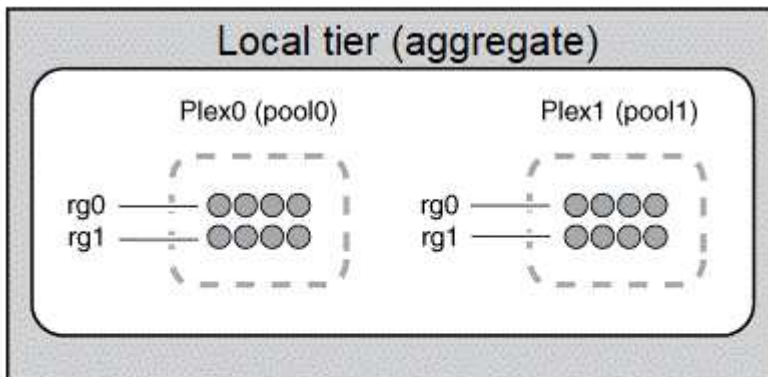 Local tier (aggregate)
Plex0 (pool0)
Plex1 (pool1)
rg0
rg1
rg0
rg1